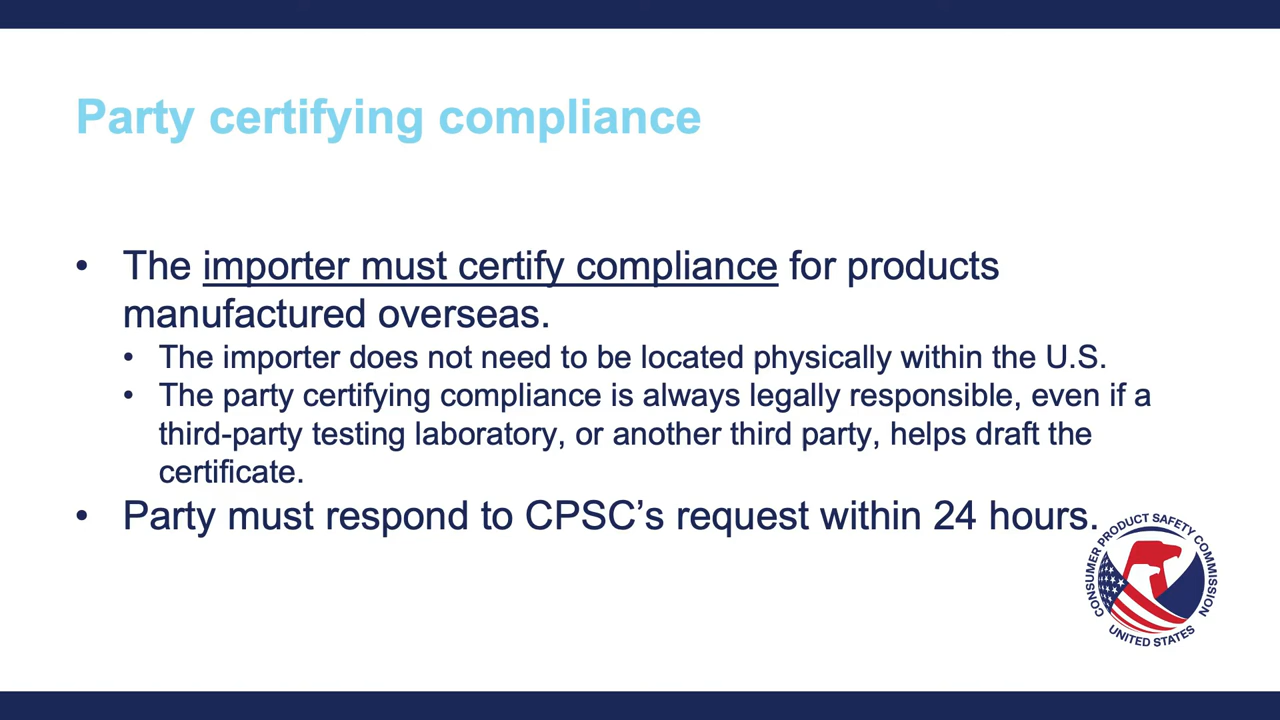 Party certifying compliance
• The importer must certify compliance for products
manufactured overseas.
• The importer does not need to be located physically within the U.S.
• The party certifying compliance is always legally responsible, even if a
third-party testing laboratory, or another third party, helps draft the
certificate.
• Party must respond to CPSC’s request within 24 hours.
CONSUMER PRODUCT SAFETY COMMISSION
UNITED STATES